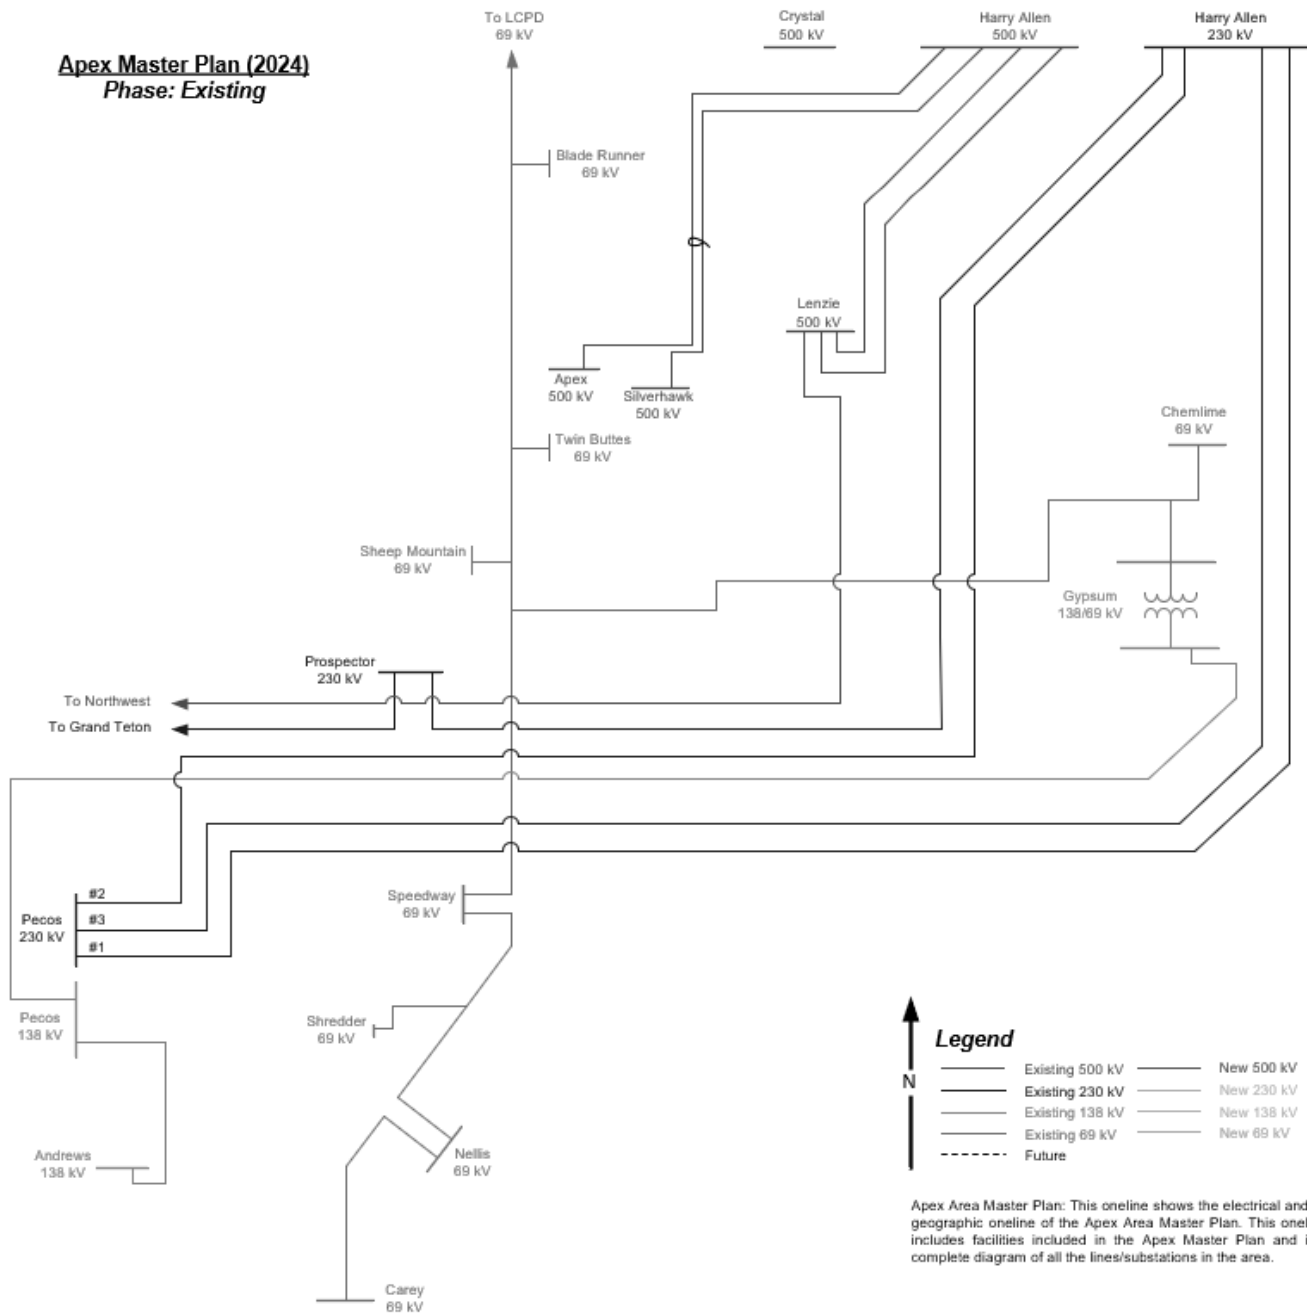 Apex Master Plan (2024)
Phase: Existing
To LCPD
69 kV
Crystal
500 kV
Harry Allen
500 kV
Harry Allen
230 kV
Blade Runner
69 kV
Lenzie
500 kV
Apex
500 kV
Silverhawk
500 kV
Twin Buttes
69 kV
Chemlime
69 kV
Sheep Mountain
69 kV
Gypsum
138/69 kV
Prospector
230 kV
To Northwest
To Grand Teton
#2
#3
#1
Pecos
230 kV
Speedway
69 kV
Pecos
138 kV
Shredder
69 kV
Andrews
138 kV
Nellis
69 kV
Carey
69 kV
N
Legend
Existing 500 kV
New 500 kV
Existing 230 kV
New 230 kV
Existing 138 kV
New 138 kV
Existing 69 kV
New 69 kV
Future
Apex Area Master Plan: This oneline shows the electrical and
geographic oneline of the Apex Area Master Plan. This onel
includes facilities included in the Apex Master Plan and i
complete diagram of all the lines/substations in the area.